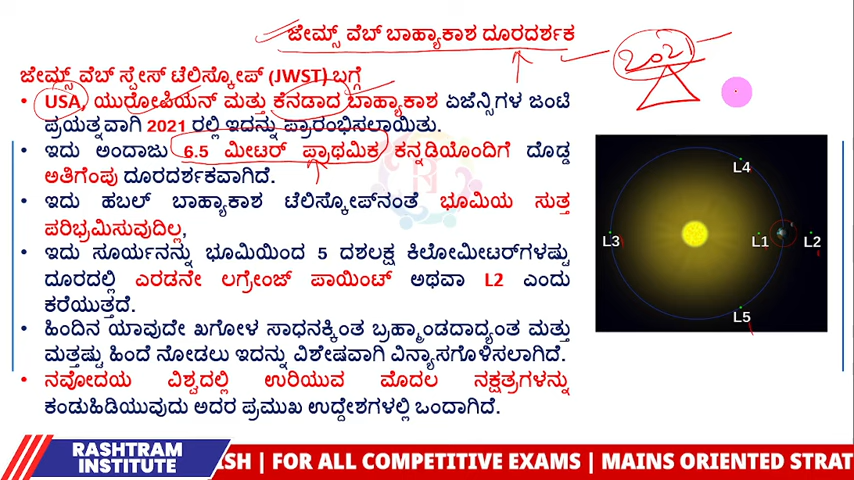 ಜೇಮ್ಸ್ ವೆಬ್ ಬಾಹ್ಯಾಕಾಶ ದೂರದರ್ಶಕ
2021
ಜೇಮ್ಸ್ ವೆಬ್ ಸ್ಪೇಸ್ ಟೆಲಿಸ್ಕೋಪ್ (JWST) ಬಗ್ಗೆ
• USA, ಯುರೋಪಿಯನ್ ಮತ್ತು ಕೆನಡಾದ ಬಾಹ್ಯಾಕಾಶ ಏಜೆನ್ಸಿಗಳ ಜಂಟಿ
ಪ್ರಯತ್ನವಾಗಿ 2021 ರಲ್ಲಿ ಇದನ್ನು ಪ್ರಾರಂಭಿಸಲಾಯಿತು.
• ಇದು ಅಂದಾಜು 6.5 ಮೀಟರ್ ಪ್ರಾಥಮಿಕ ಕನ್ನಡಿಯೊಂದಿಗೆ ದೊಡ್ಡ
ಅತಿಗೆಂಪು ದೂರದರ್ಶಕವಾಗಿದೆ.
• ಇದು ಹಬಲ್ ಬಾಹ್ಯಾಕಾಶ ಟೆಲಿಸ್ಕೋಪ್‌ನಂತೆ ಭೂಮಿಯ ಸುತ್ತ
ಪರಿಭ್ರಮಿಸುವುದಿಲ್ಲ,
• ಇದು ಸೂರ್ಯನನ್ನು ಭೂಮಿಯಿಂದ 5 ದಶಲಕ್ಷ ಕಿಲೋಮೀಟರ್‌ಗಳಷ್ಟು
ದೂರದಲ್ಲಿ ಎರಡನೇ ಲಗ್ರೇಂಜ್ ಪಾಯಿಂಟ್ ಅಥವಾ L2 ಎಂದು
ಕರೆಯುತ್ತದೆ.
• ಹಿಂದಿನ ಯಾವುದೇ ಖಗೋಳ ಸಾಧನಕ್ಕಿಂತ ಬ್ರಹ್ಮಾಂಡದಾದ್ಯಂತ ಮತ್ತು
ಮತ್ತಷ್ಟು ಹಿಂದೆ ನೋಡಲು ಇದನ್ನು ವಿಶೇಷವಾಗಿ ವಿನ್ಯಾಸಗೊಳಿಸಲಾಗಿದೆ.
• ನವೋದಯ ವಿಶ್ವದಲ್ಲಿ ಉರಿಯುವ ಮೊದಲ ನಕ್ಷತ್ರಗಳನ್ನು
ಕಂಡುಹಿಡಿಯುವುದು ಅದರ ಪ್ರಮುಖ ಉದ್ದೇಶಗಳಲ್ಲಿ ಒಂದಾಗಿದೆ.
L4
L3
L1
L2
L5
RASHTRAM
INSTITUTE
SH | FOR ALL COMPETITIVE EXAMS | MAINS ORIENTED STRAT